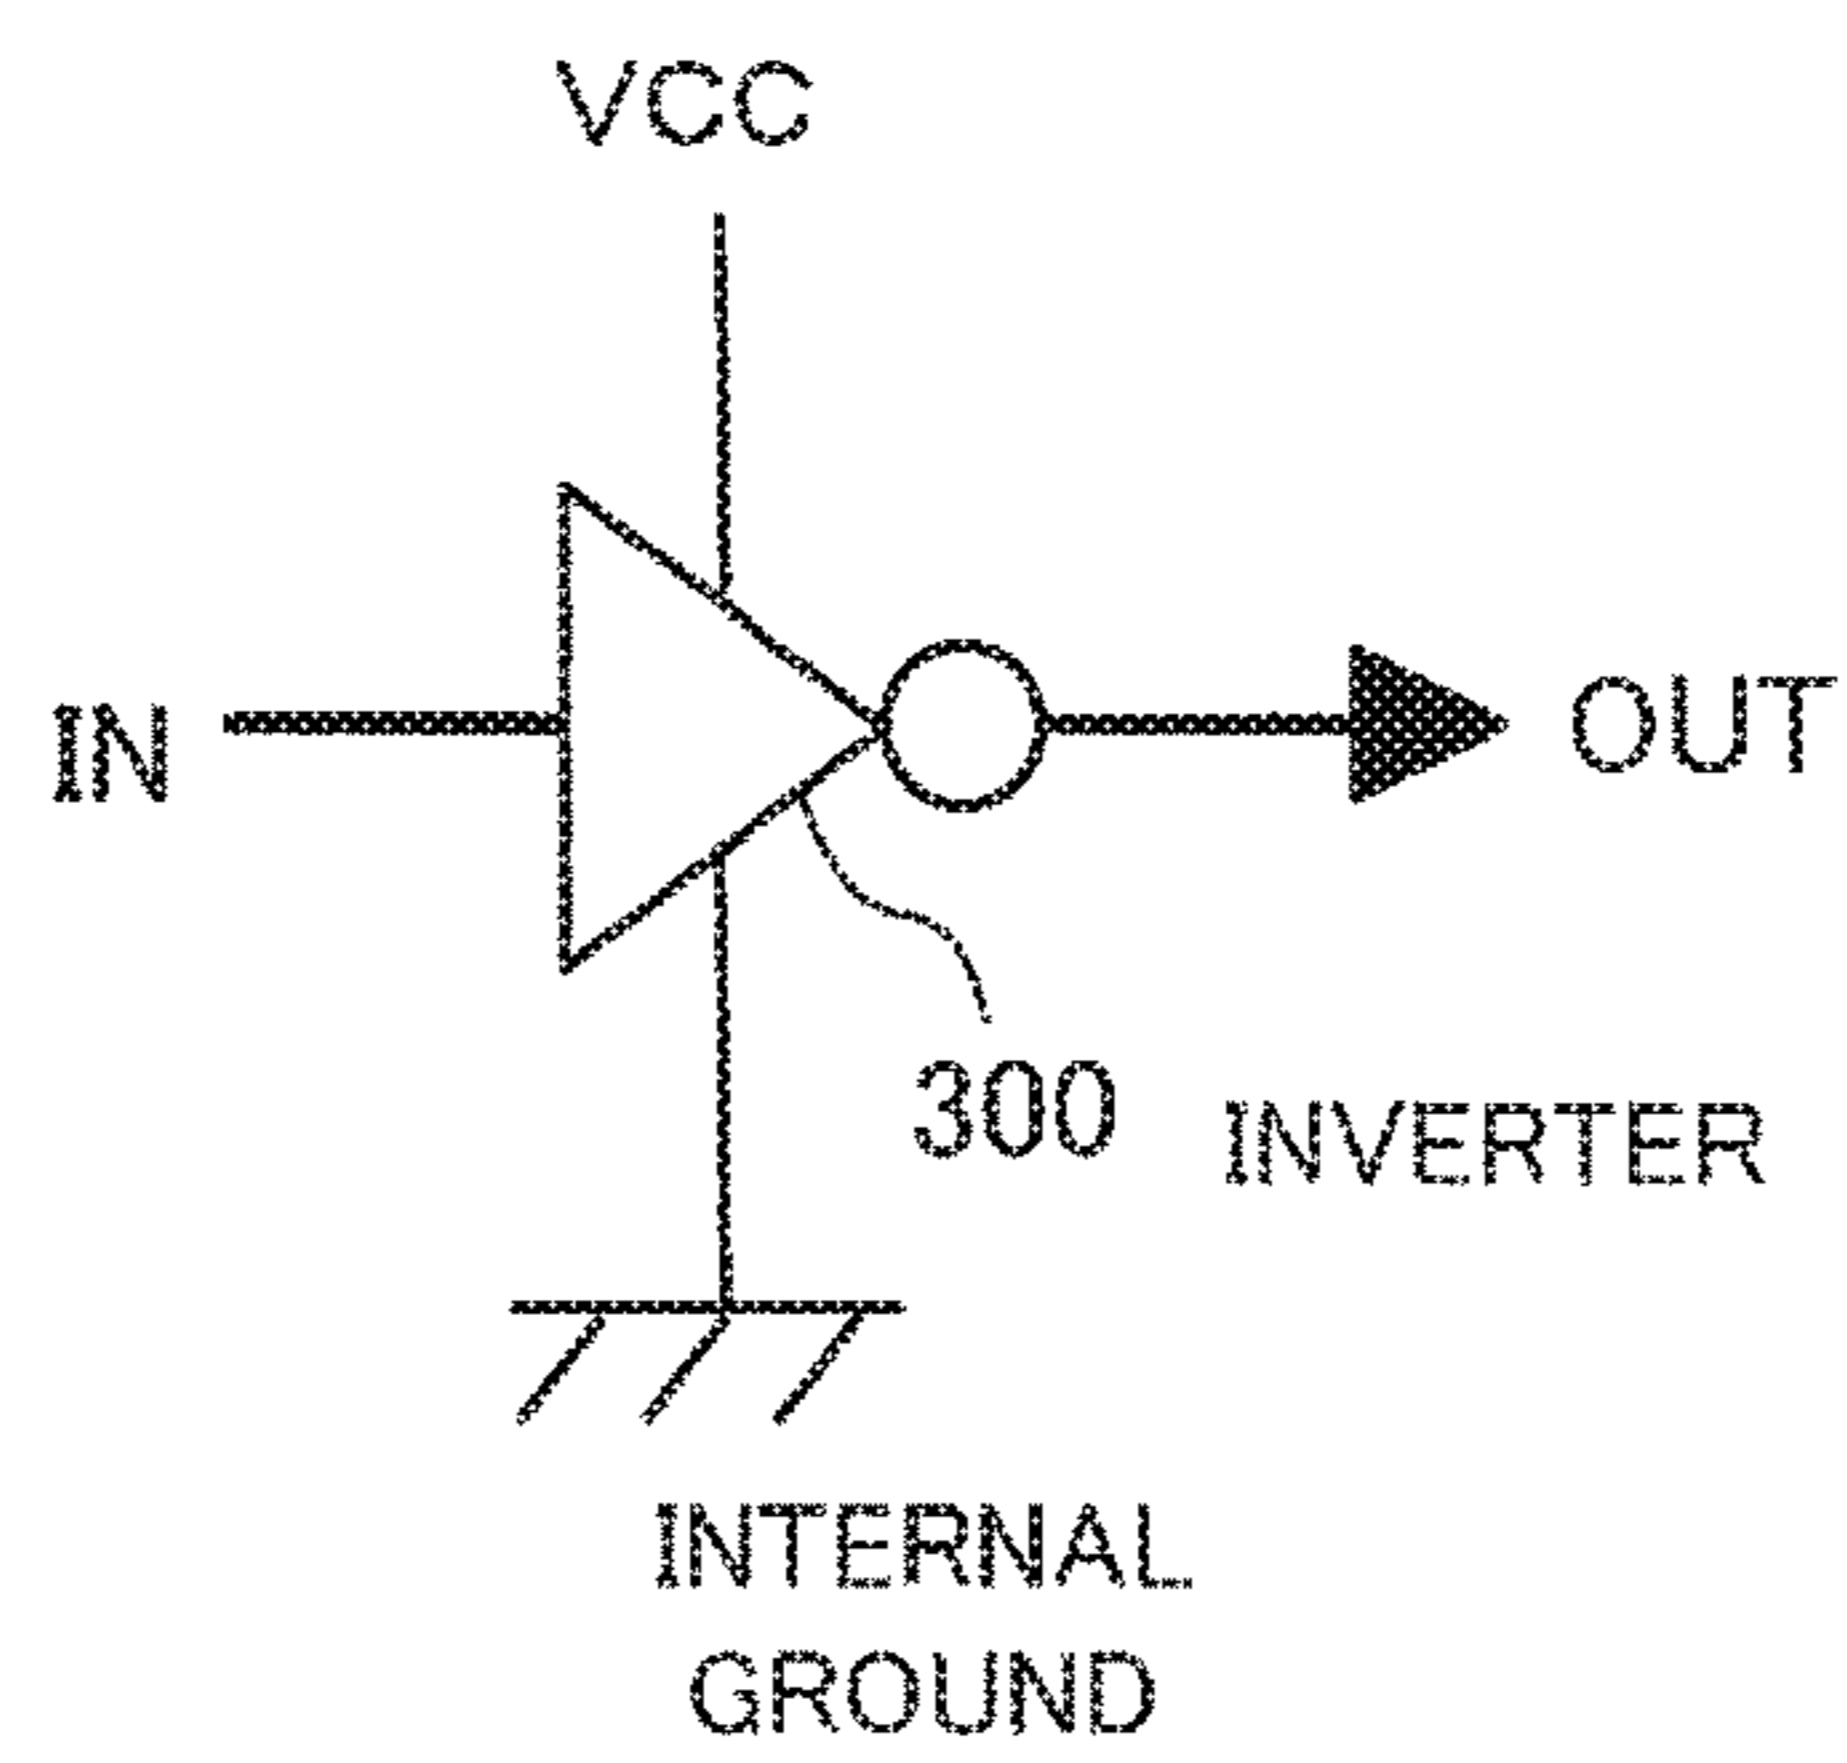 VCC
IN
OUT
300 INVERTER
INTERNAL
GROUND